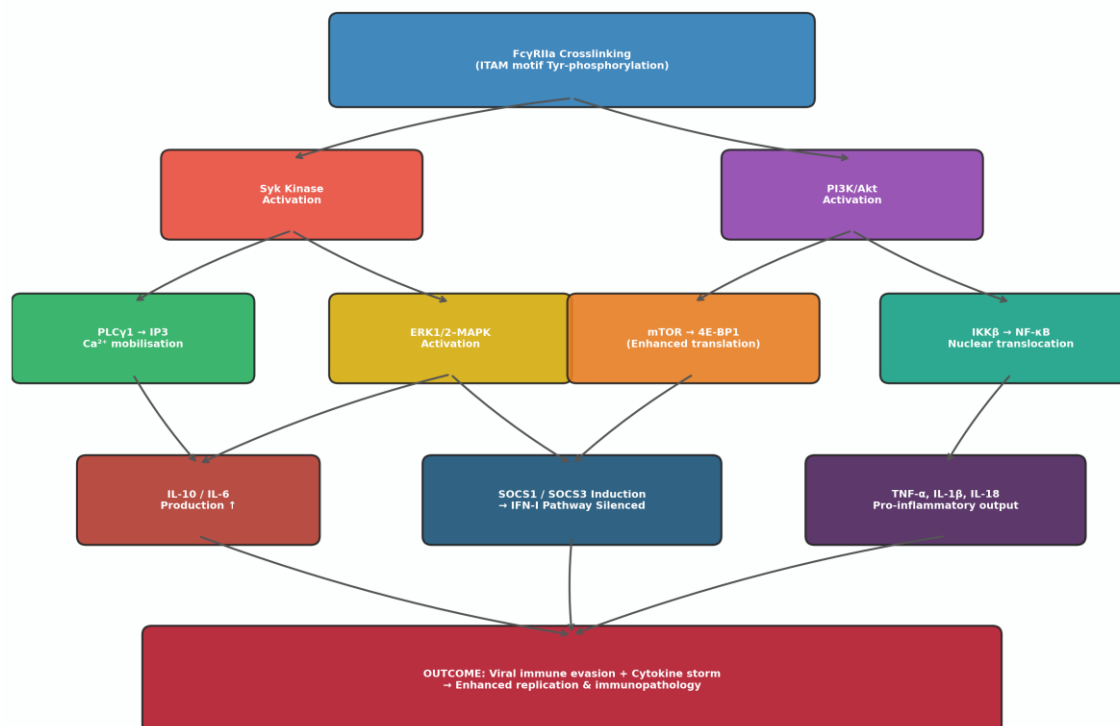 FcγRIIa Crosslinking
(ITAM motif Tyr-phosphorylation)
Syk Kinase
Activation
PI3K/Akt
Activation
PLCγ1 → IP3
Ca²⁺ mobilisation
ERK1/2–MAPK
Activation
mTOR → 4E-BP1
(Enhanced translation)
IKKβ → NF-κB
Nuclear translocation
IL-10 / IL-6
Production ↑
SOCS1 / SOCS3 Induction
→ IFN-I Pathway Silenced
TNF-α, IL-1β, IL-18
Pro-inflammatory output
OUTCOME: Viral immune evasion + Cytokine storm
→ Enhanced replication & immunopathology